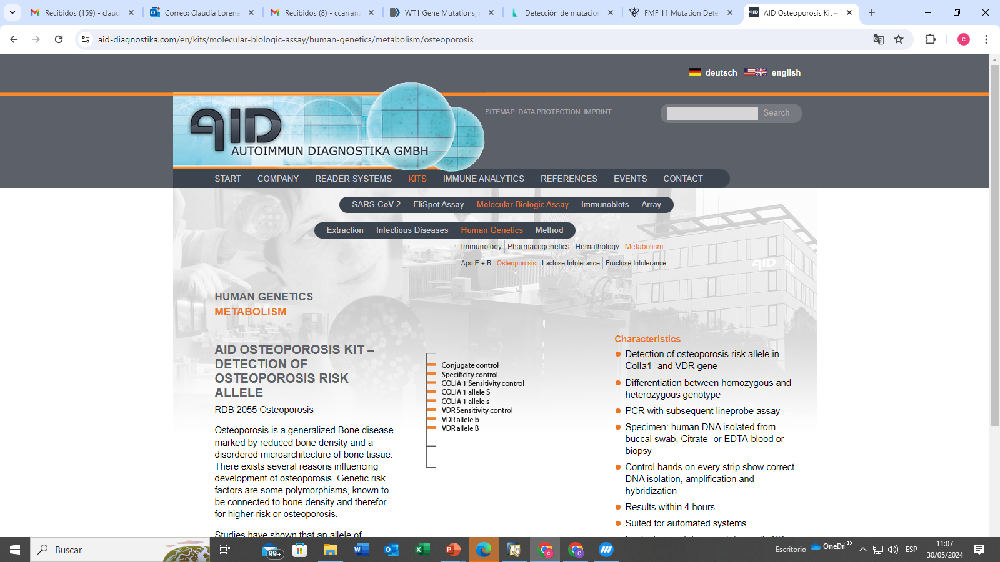 Recibidos (159) - claud
Correo: Claudia Lorena
Recibidos (8) - ccarran
WT1 Gene Mutations,
Detección de mutacion
FMF 11 Mutation Dete
AID Osteoporosis Kit –
aid-diagnostika.com/en/kits/molecular-biologic-assay/human-genetics/metabolism/osteoporosis
c
deutsch english
AID
AUTOIMMUN DIAGNOSTIKA GMBH
SITEMAP DATA PROTECTION IMPRINT
Search
START COMPANY READER SYSTEMS KITS IMMUNE ANALYTICS REFERENCES EVENTS CONTACT
SARS-CoV-2 EliSpot Assay Molecular Biologic Assay Immunoblots Array
Extraction Infectious Diseases Human Genetics Method
Immunology Pharmacogenetics Hemathology Metabolism
Apo E + B Osteoporosis Lactose Intolerance Fructose Intolerance
AID
HUMAN GENETICS
METABOLISM
AID OSTEOPOROSIS KIT –
DETECTION OF
OSTEOPOROSIS RISK
ALLELE
RDB 2055 Osteoporosis
Osteoporosis is a generalized Bone disease
marked by reduced bone density and a
disordered microarchitecture of bone tissue.
There exists several reasons influencing
development of osteoporosis. Genetic risk
factors are some polymorphisms, known to
be connected to bone density and therefor
for higher risk or osteoporosis.
Studies have shown that an allele of
Conjugate control
Specificity control
COLIA 1 Sensitivity control
COLIA 1 allele S
COLIA 1 allele s
VDR Sensitivity control
VDR allele b
VDR allele B
Characteristics
Detection of osteoporosis risk allele in
Colla1- and VDR gene
Differentiation between homozygous and
heterozygous genotype
PCR with subsequent lineprobe assay
Specimen: human DNA isolated from
buccal swab, Citrate- or EDTA-blood or
biopsy
Control bands on every strip show correct
DNA isolation, amplification and
hybridization
Results within 4 hours
Suited for automated systems
Buscar
99+
Escritorio
OneDr
ESP
11:07
30/05/2024